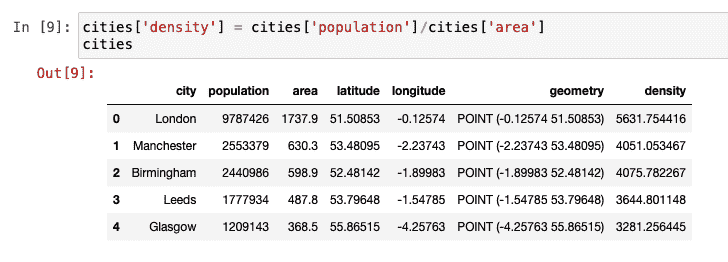 In [9]: cities['density'] = cities['population']/cities['area']
cities
Out[9]:
city population area latitude longitude geometry density
0 London 9787426 1737.9 51.50853 -0.12574 POINT (-0.12574 51.50853) 5631.754416
1 Manchester 2553379 630.3 53.48095 -2.23743 POINT (-2.23743 53.48095) 4051.053467
2 Birmingham 2440986 598.9 52.48142 -1.89983 POINT (-1.89983 52.48142) 4075.782267
3 Leeds 1777934 487.8 53.79648 -1.54785 POINT (-1.54785 53.79648) 3644.801148
4 Glasgow 1209143 368.5 55.86515 -4.25763 POINT (-4.25763 55.86515) 3281.256445